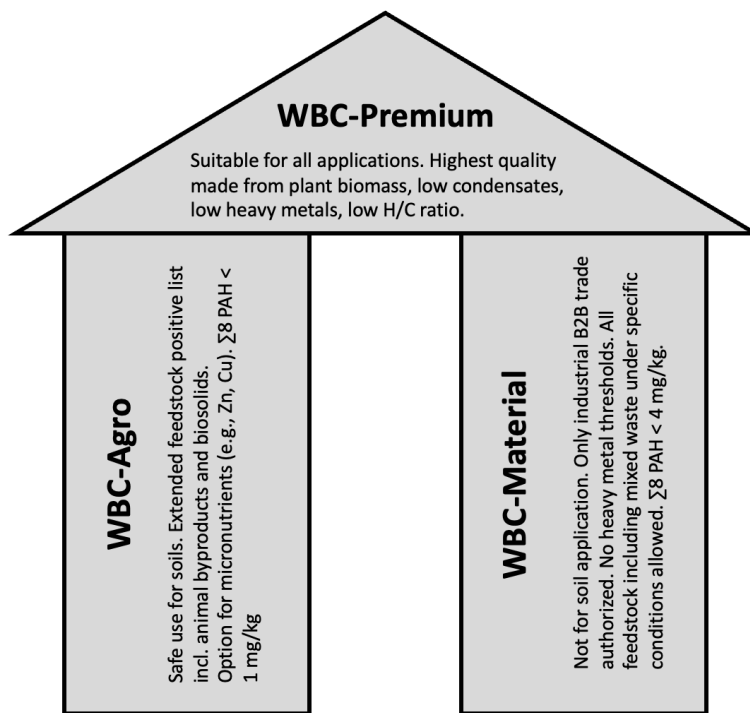 WBC-Premium
Suitable for all applications. Highest quality
made from plant biomass, low condensates,
low heavy metals, low H/C ratio.
WBC-Agro
Safe use for soils. Extended feedstock positive list
incl. animal byproducts and biosolids.
Option for micronutrients (e.g., Zn, Cu). ∑8 PAH <
1 mg/kg
WBC-Material
Not for soil application. Only industrial B2B trade
authorized. No heavy metal thresholds. All
feedstock including mixed waste under specific
conditions allowed. ∑8 PAH < 4 mg/kg.